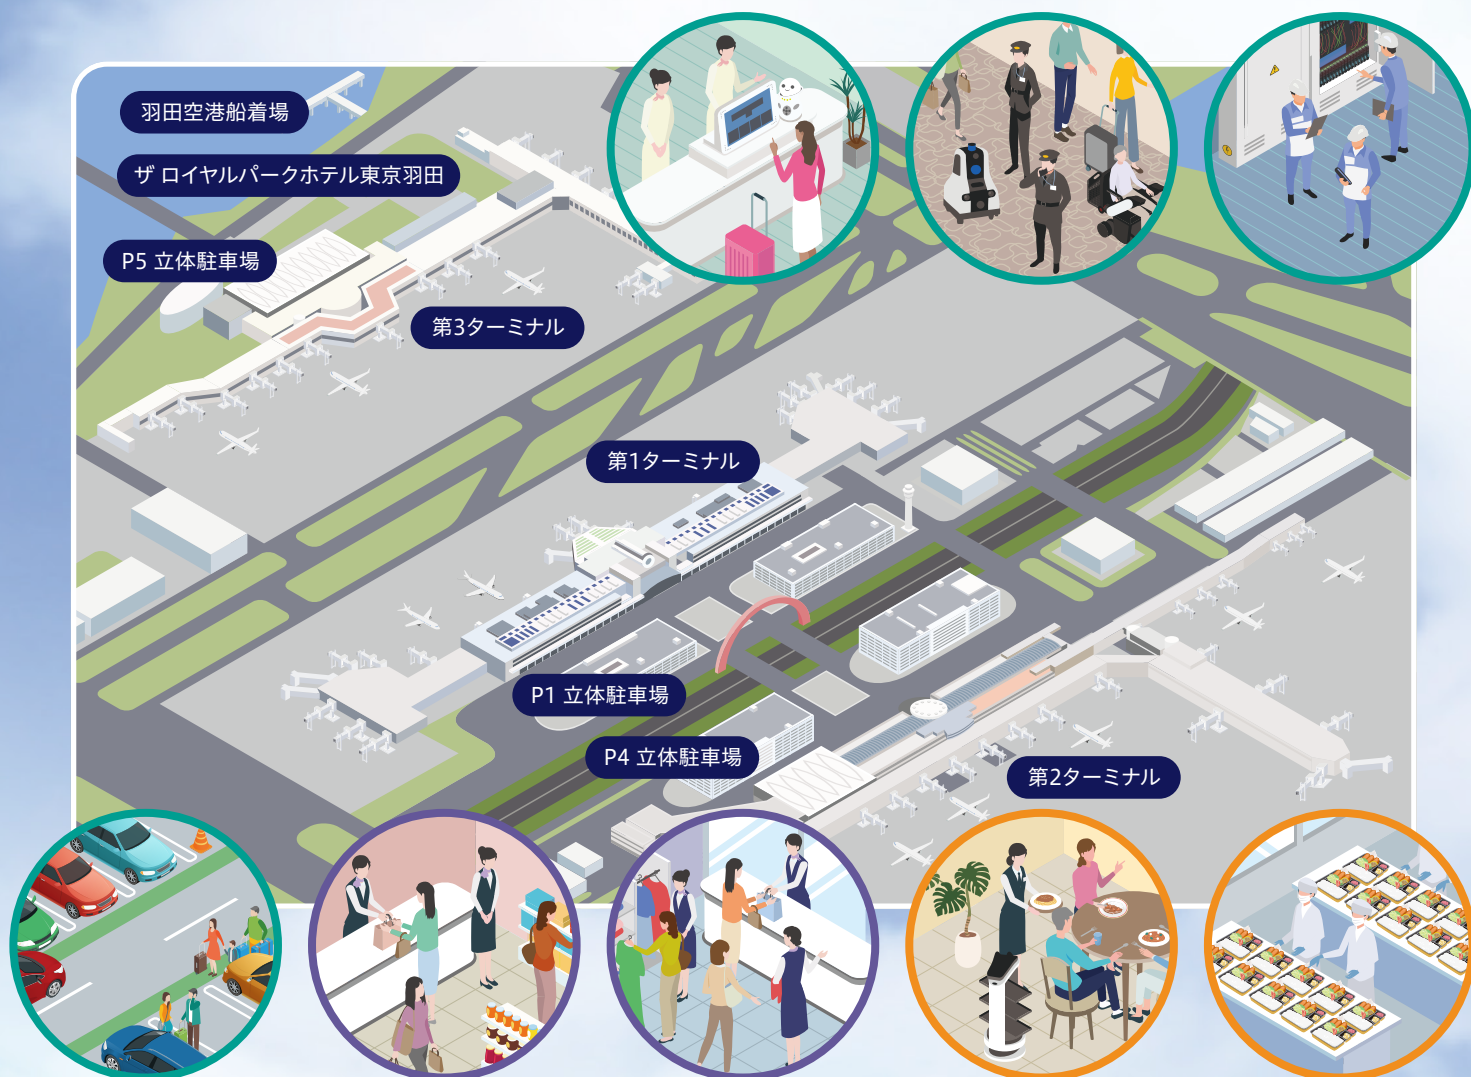 羽田空港船着場
ザ ロイヤルパークホテル東京羽田
P5 立体駐車場
第3ターミナル
第1ターミナル
P1 立体駐車場
P4 立体駐車場
第2ターミナル